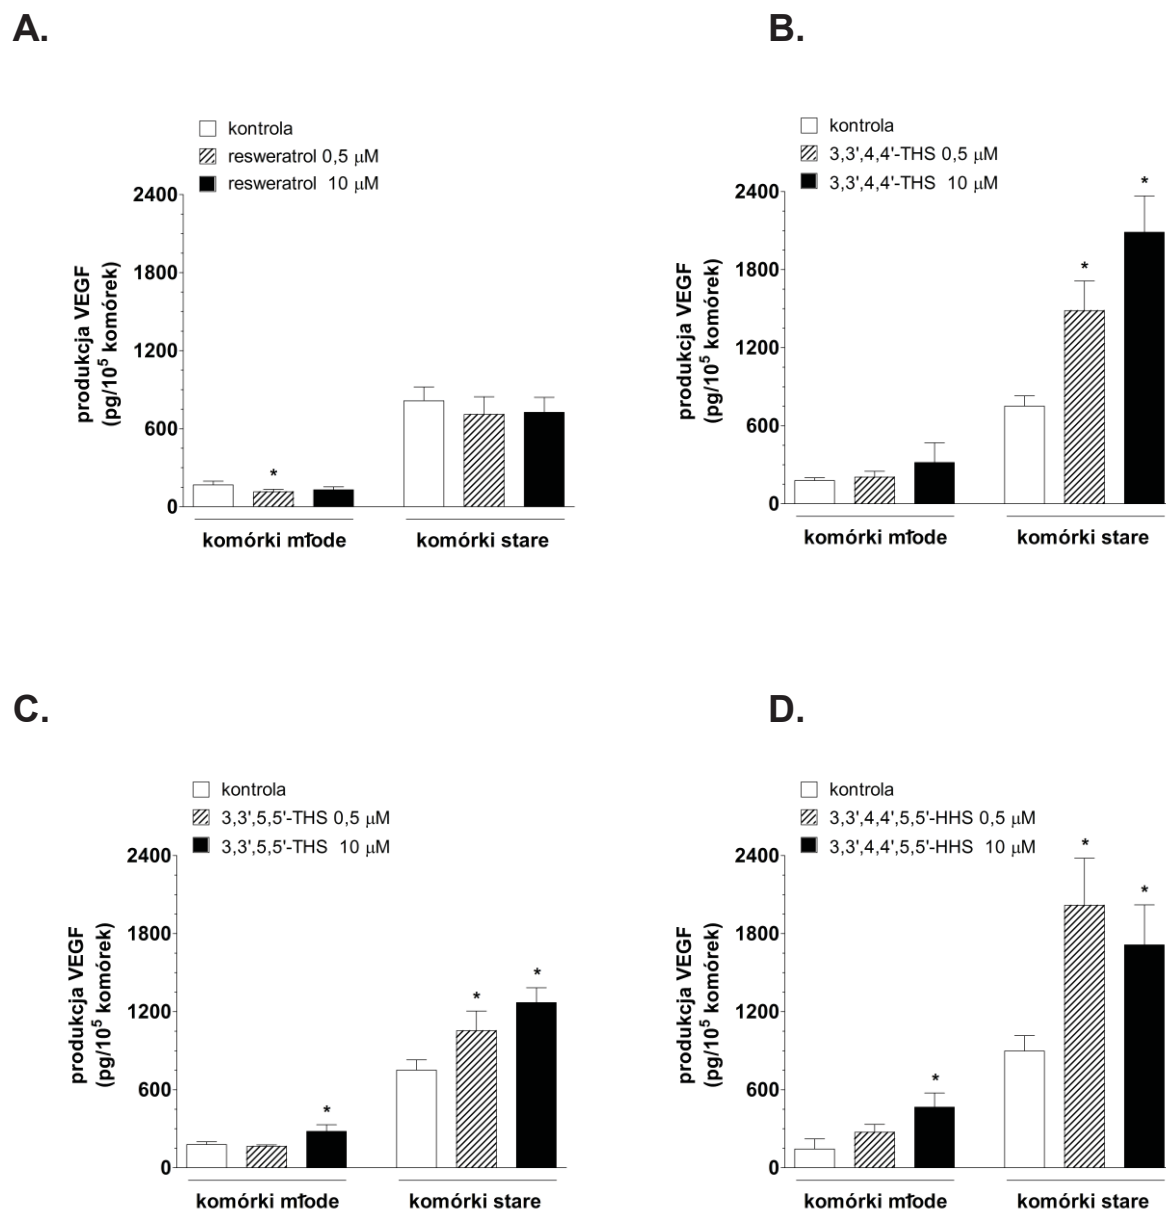 A.
kontrola
resweratrol 0,5 μM
resweratrol 10 μM
produkcja VEGF
(pg/10⁵ komórek)
2400
1800
1200
600
0
*
komórki młode
komórki stare
B.
kontrola
3,3',4,4'-THS 0,5 μM
3,3',4,4'-THS 10 μM
produkcja VEGF
(pg/10⁵ komórek)
2400
1800
1200
600
0
*
*
komórki młode
komórki stare
C.
kontrola
3,3',5,5'-THS 0,5 μM
3,3',5,5'-THS 10 μM
produkcja VEGF
(pg/10⁵ komórek)
2400
1800
1200
600
0
*
*
*
komórki młode
komórki stare
D.
kontrola
3,3',4,4',5,5'-HHS 0,5 μM
3,3',4,4',5,5'-HHS 10 μM
produkcja VEGF
(pg/10⁵ komórek)
2400
1800
1200
600
0
*
*
*
komórki młode
komórki stare